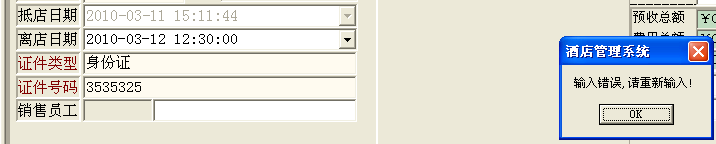 抵店日期 2010-03-11 15:11:44
离店日期 2010-03-12 12:30:00
证件类型 身份证
证件号码 3535325
销售员工
预收总额 ￥
酒店管理系统
输入错误,请重新输入!
OK